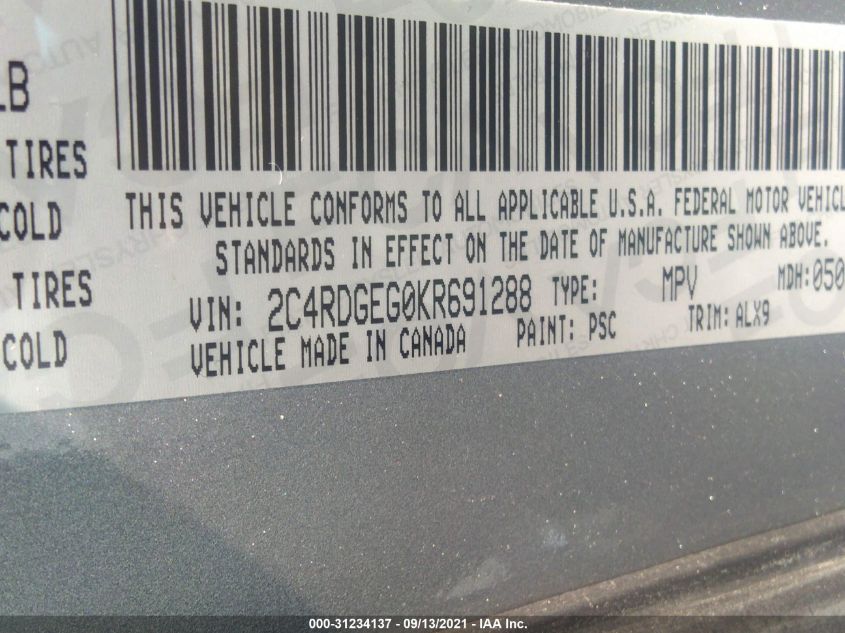 LB
TIRES
COLD
TIRES
COLD
THIS VEHICLE CONFORMS TO ALL APPLICABLE U.S.A. FEDERAL MOTOR VEHICL
STANDARDS IN EFFECT ON THE DATE OF MANUFACTURE SHOWN ABOVE.
VIN: 2C4RDGEG0KR691288 TYPE: MPV MDH:050
VEHICLE MADE IN CANADA PAINT: PSC TRIM: ALX9
000-31234137 - 09/13/2021 - IAA Inc.